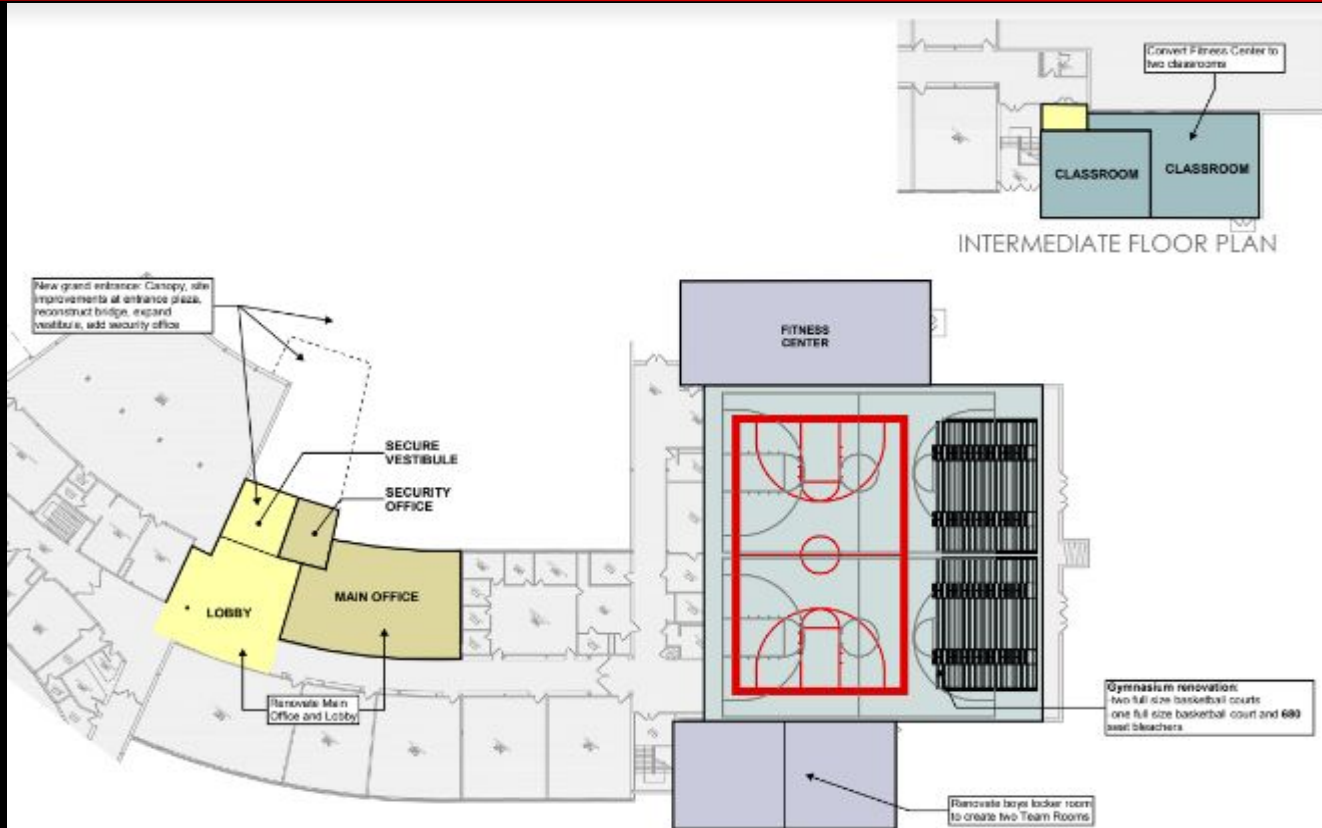 Convert Fitness Center to
two classrooms
CLASSROOM
CLASSROOM
INTERMEDIATE FLOOR PLAN
New grand entrance: Canopy, site
improvements at entrance plaza,
reconstruct bridge, expand
vestibule, add security office
FITNESS
CENTER
SECURE
VESTIBULE
SECURITY
OFFICE
MAIN OFFICE
LOBBY
Renovate Main
Office and Lobby
Gymnasium renovation:
-two full size basketball courts
-one full size basketball court and 680
seat bleachers
Renovate boys locker room
to create two Team Rooms